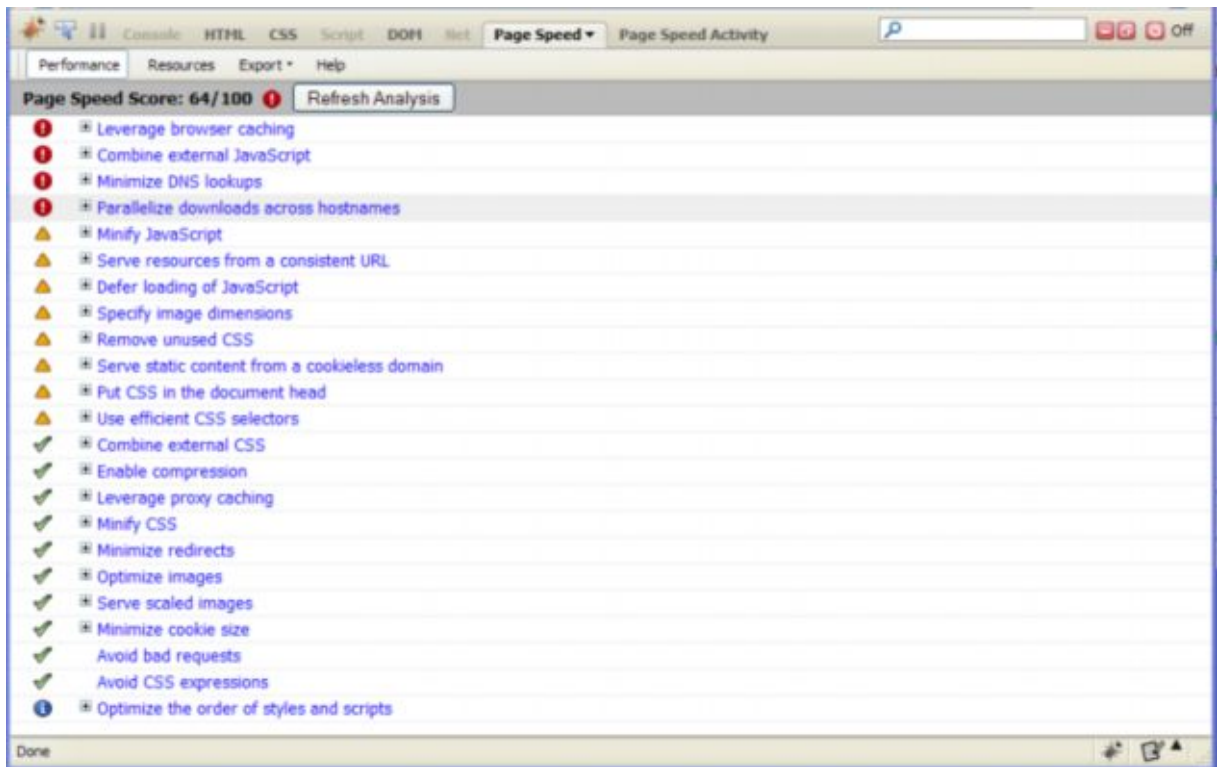 Console HTML CSS Script DOM Net Page Speed Page Speed Activity Off
Performance Resources Export Help
Page Speed Score: 64/100 Refresh Analysis
Leverage browser caching
Combine external JavaScript
Minimize DNS lookups
Parallelize downloads across hostnames
Minify JavaScript
Serve resources from a consistent URL
Defer loading of JavaScript
Specify image dimensions
Remove unused CSS
Serve static content from a cookieless domain
Put CSS in the document head
Use efficient CSS selectors
Combine external CSS
Enable compression
Leverage proxy caching
Minify CSS
Minimize redirects
Optimize images
Serve scaled images
Minimize cookie size
Avoid bad requests
Avoid CSS expressions
Optimize the order of styles and scripts
Done